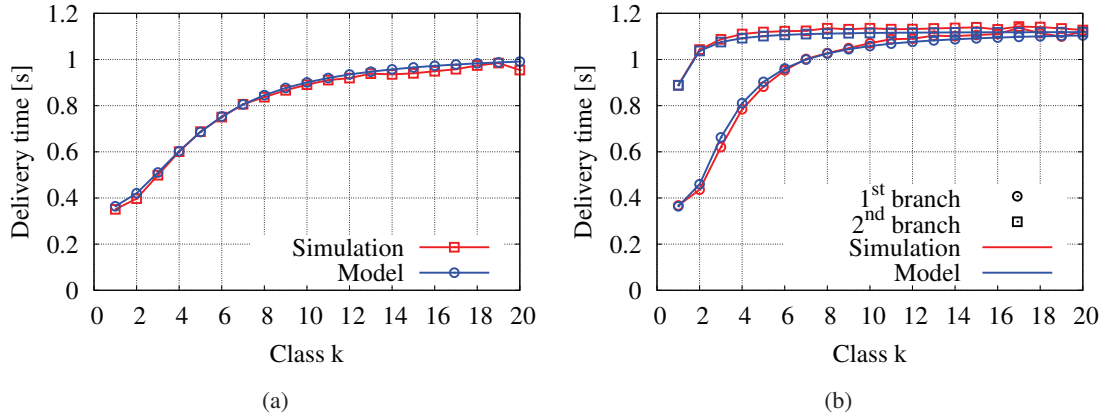 Delivery time [s]
1.2
1
0.8
0.6
0.4
0.2
0
Simulation
Model
0 2 4 6 8 10 12 14 16 18 20
Class k
(a)
Delivery time [s]
1.2
1
0.8
0.6
0.4
0.2
0
1st branch
2nd branch
Simulation
Model
0 2 4 6 8 10 12 14 16 18 20
Class k
(b)